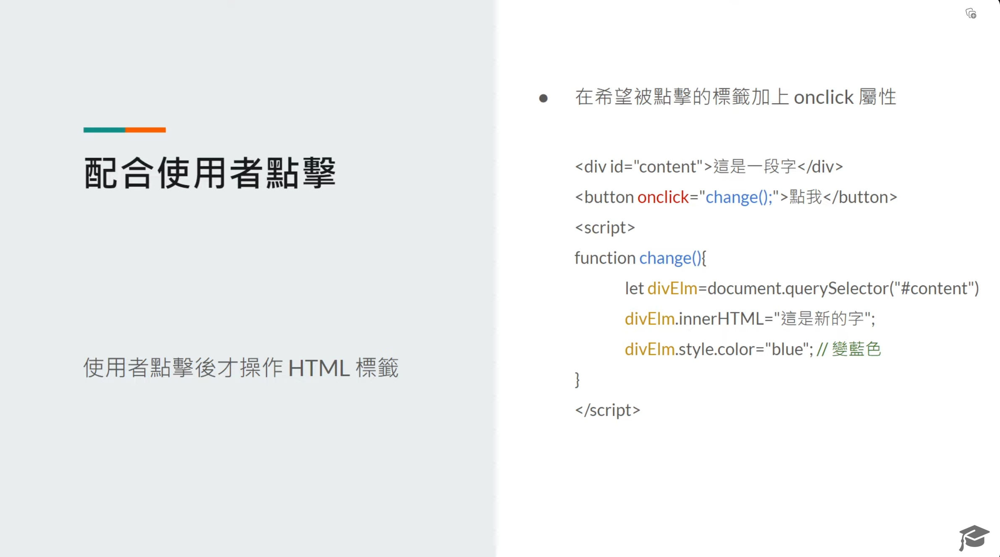 配合使用者點擊
使用者點擊後才操作 HTML 標籤
● 在希望被點擊的標籤加上 onclick 屬性
<div id="content">這是一段字</div>
<button onclick="change();">點我</button>
<script>
function change(){
let divElm=document.querySelector("#content")
divElm.innerHTML="這是新的字";
divElm.style.color="blue"; // 變藍色
}
</script>